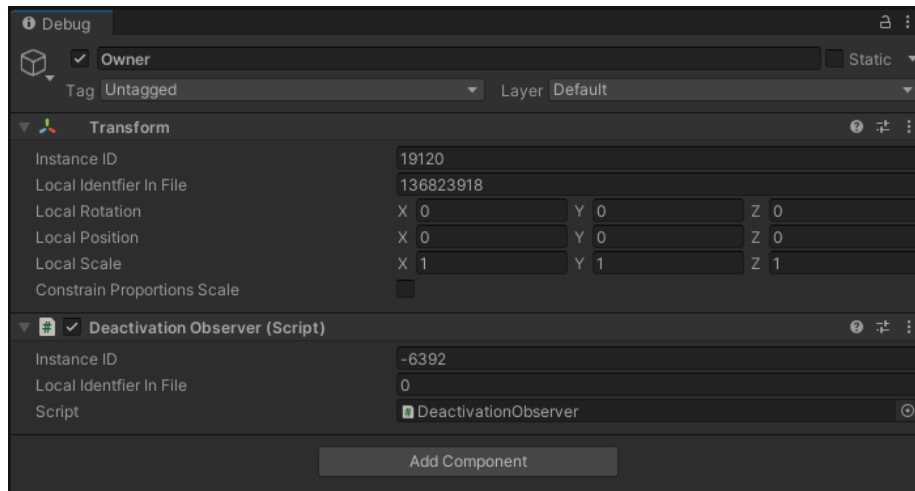 Debug
Owner
Static
Tag Untagged Layer Default
Transform
Instance ID 19120
Local Identfier In File 136823918
Local Rotation X 0 Y 0 Z 0
Local Position X 0 Y 0 Z 0
Local Scale X 1 Y 1 Z 1
Constrain Proportions Scale
# Deactivation Observer (Script)
Instance ID -6392
Local Identfier In File 0
Script # DeactivationObserver
Add Component